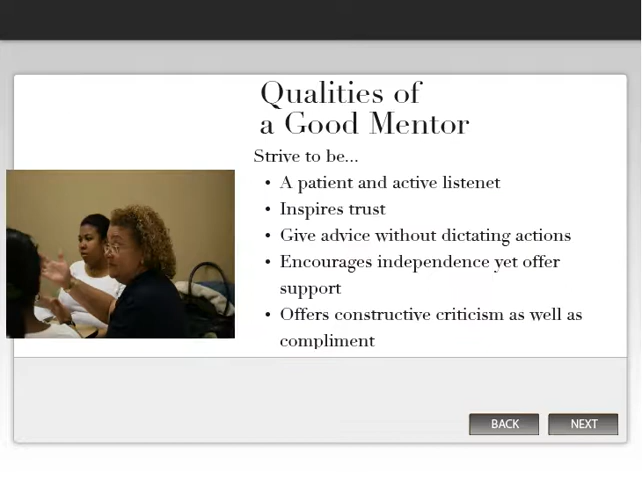 Qualities of
a Good Mentor
Strive to be...
• A patient and active listenet
• Inspires trust
• Give advice without dictating actions
• Encourages independence yet offer
support
• Offers constructive criticism as well as
compliment
BACK
NEXT